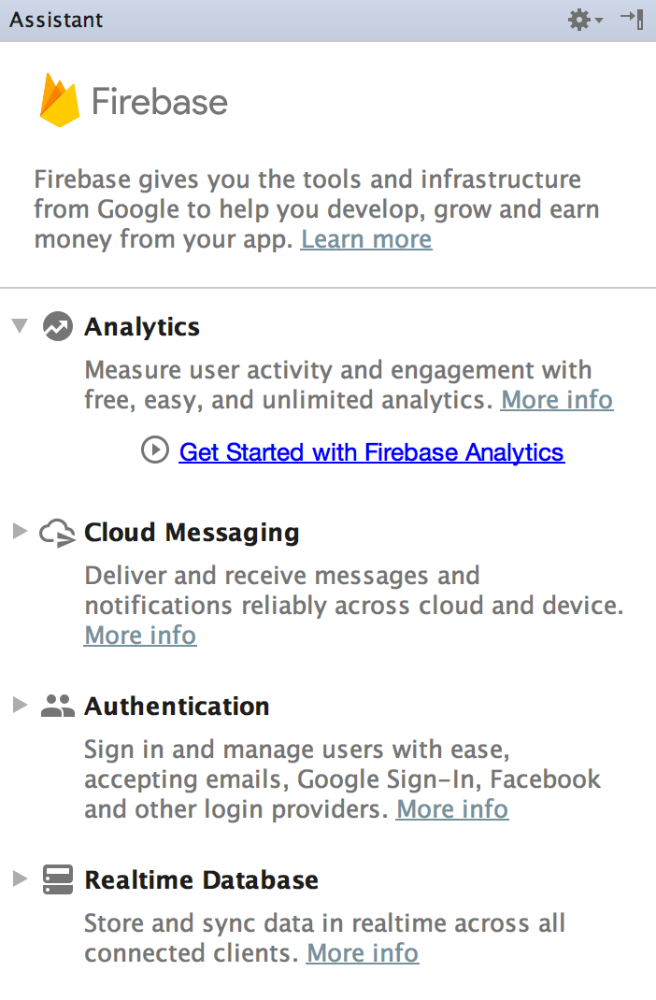 Assistant
Firebase
Firebase gives you the tools and infrastructure
from Google to help you develop, grow and earn
money from your app. Learn more
Analytics
Measure user activity and engagement with
free, easy, and unlimited analytics. More info
Get Started with Firebase Analytics
Cloud Messaging
Deliver and receive messages and
notifications reliably across cloud and device.
More info
Authentication
Sign in and manage users with ease,
accepting emails, Google Sign-In, Facebook
and other login providers. More info
Realtime Database
Store and sync data in realtime across all
connected clients. More info